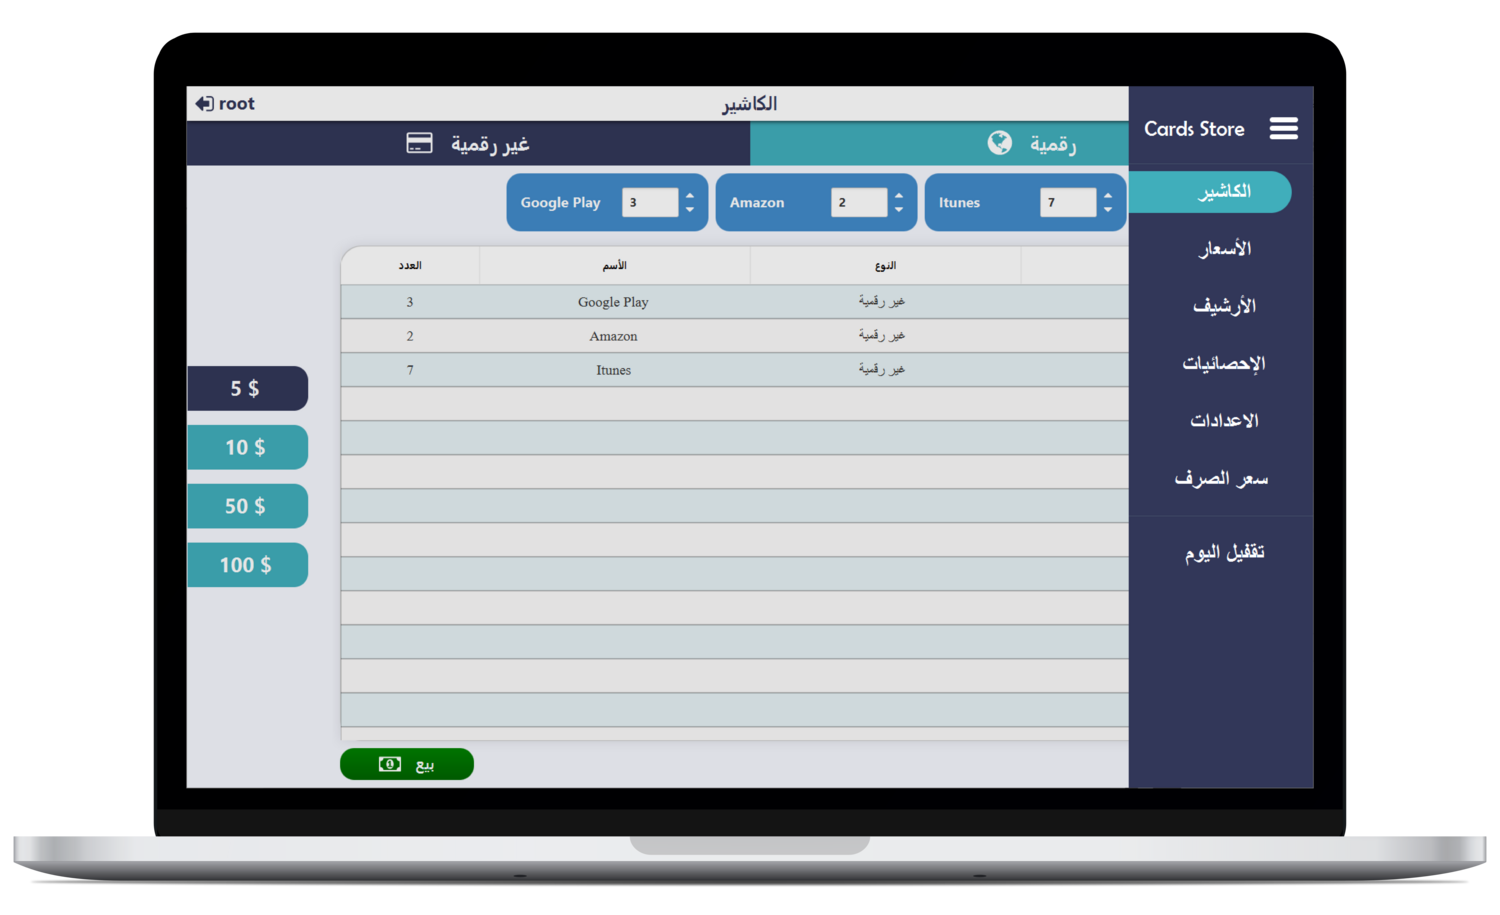 root
الكاشير
Cards Store
رقمية
غير رقمية
Itunes 7
Amazon 2
Google Play 3
النوع
الأسم
العدد
غير رقمية
Google Play
3
غير رقمية
Amazon
2
غير رقمية
Itunes
7
5 $
10 $
50 $
100 $
بيع
الكاشير
الأسعار
الأرشيف
الإحصائيات
الاعدادات
سعر الصرف
تقفيل اليوم